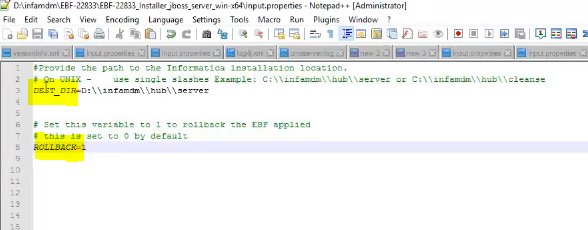 D:\infamdm\EBF-22833\EBF-22833_Installer_jboss_server_win-x64\Input.properties - Notepad++ [Administrator]
File Edit Search View Encoding Language Settings Tools Macro Run Plugins Window ?
versioninfo.xml input.properties input.properties log4j.xml cmxserver.log new 2 new 3 input.properties Input.properties
1 #Provide the path to the Informatica installation location.
2 # On UNIX - use single slashes Example: C:\\infamdm\\hub\\server or C:\\infamdm\\hub\\cleanse
3 DEST_DIR=D:\\infamdm\\hub\\server
4
5
6 # Set this variable to 1 to rollback the EBF applied
7 # this is set to 0 by default
8 ROLLBACK=1
9
10
11
12
13
14
15